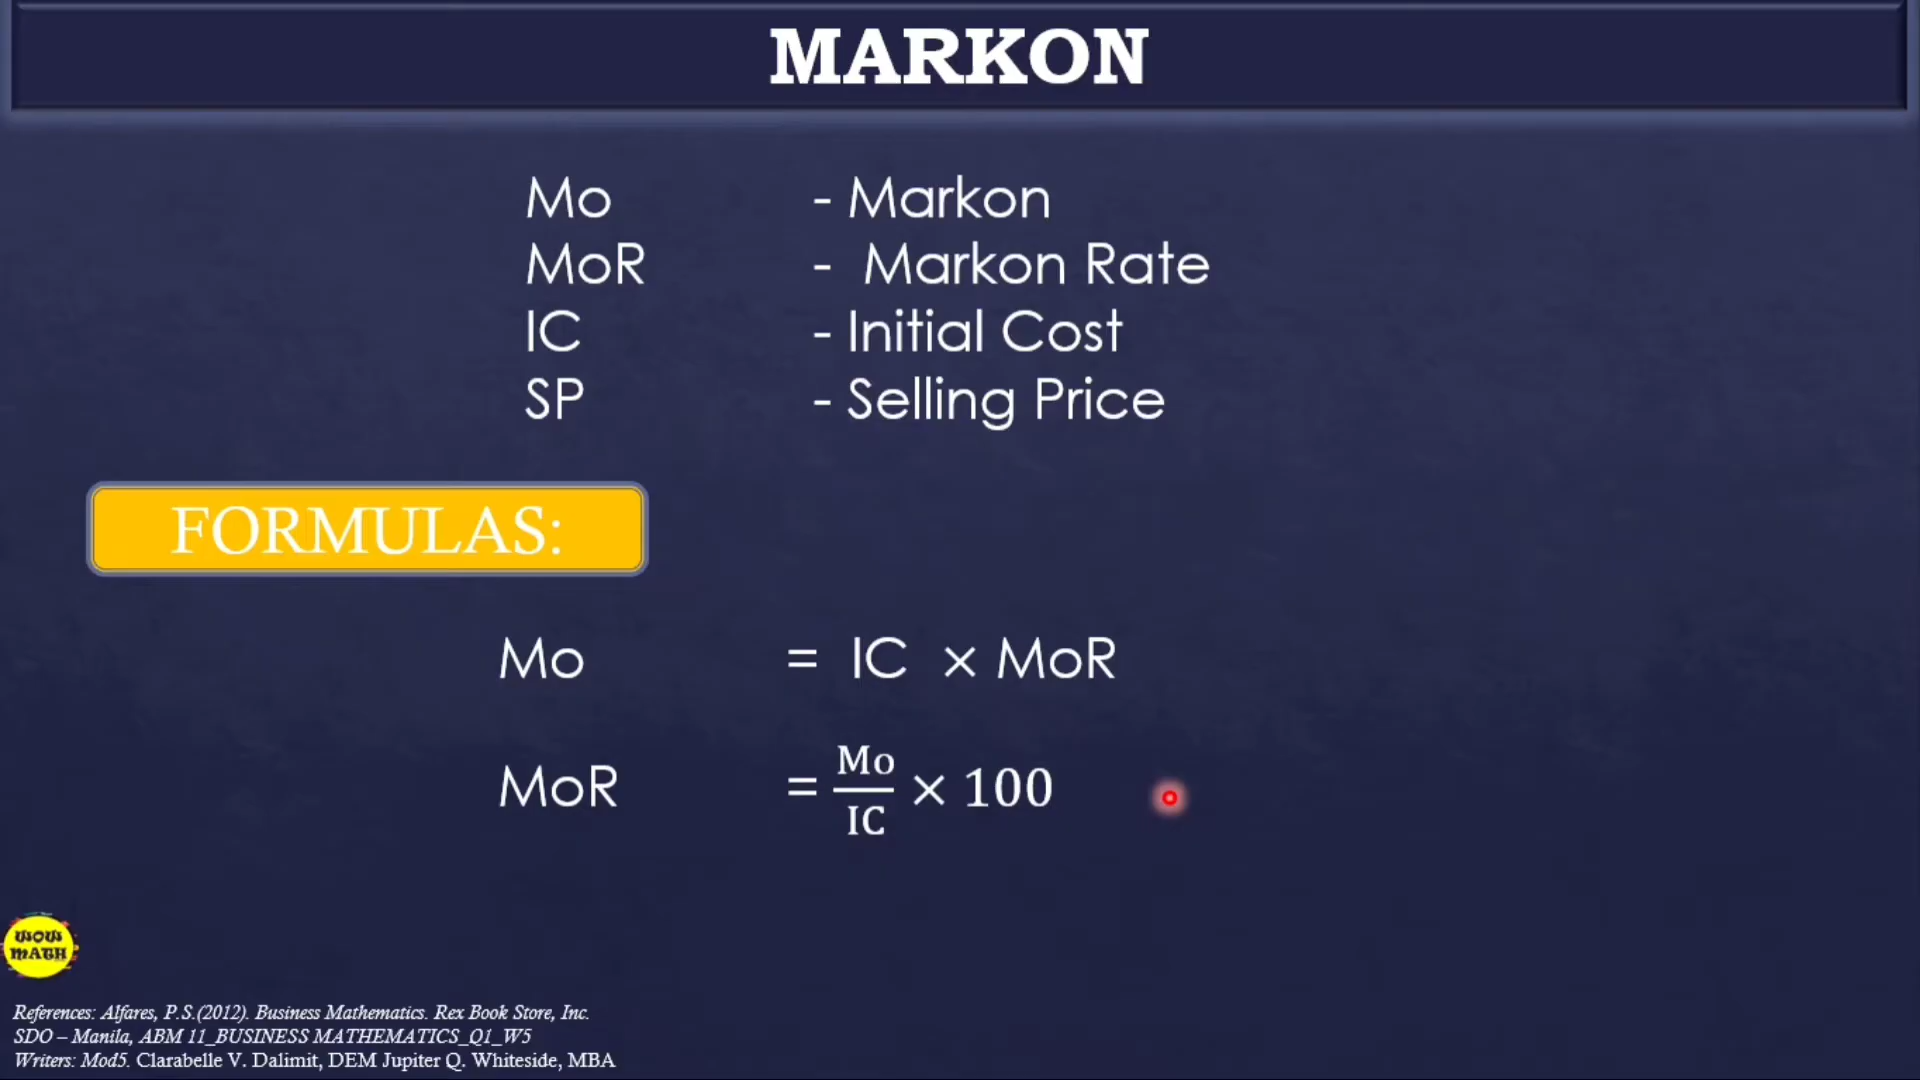 MARKON
Mo - Markon
MoR - Markon Rate
IC - Initial Cost
SP - Selling Price
FORMULAS:
Mo = IC × MoR
MoR = Mo/IC × 100
WOW
MATH
References: Alfares, P.S.(2012). Business Mathematics. Rex Book Store, Inc.
SDO – Manila, ABM 11_BUSINESS MATHEMATICS_Q1_W5
Writers: Mod5. Clarabelle V. Dalimit, DEM Jupiter Q. Whiteside, MBA